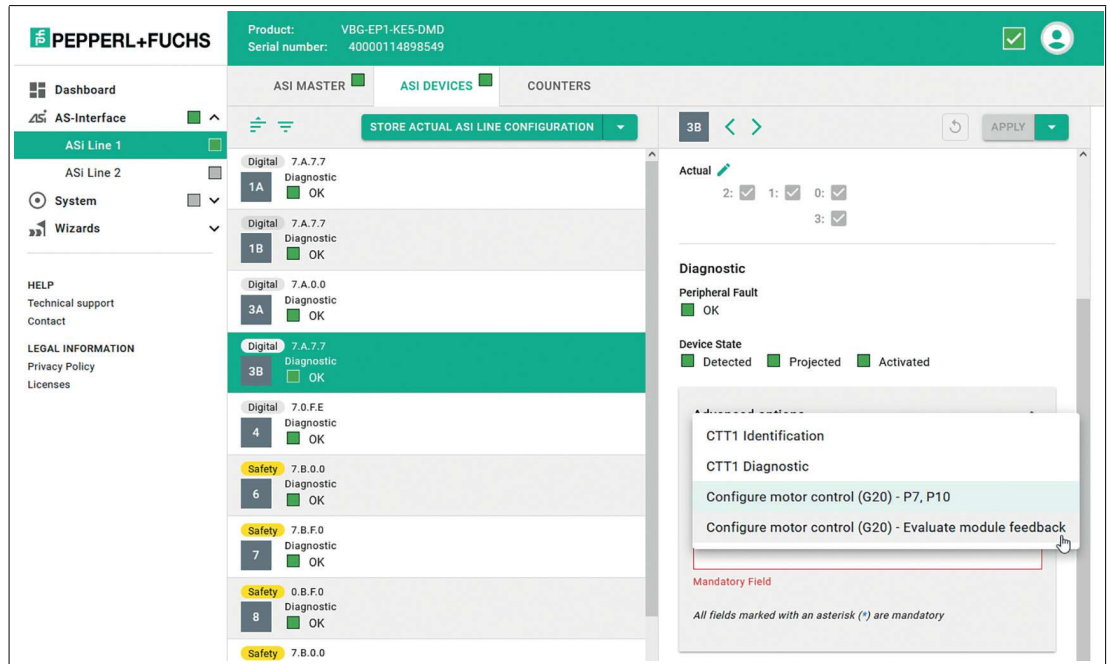 PEPPERL+FUCHS
Product: VBG-EP1-KE5-DMD
Serial number: 40000114898549
Dashboard
AS-Interface
ASi Line 1
ASi Line 2
System
Wizards
HELP
Technical support
Contact
LEGAL INFORMATION
Privacy Policy
Licenses
ASI MASTER
ASI DEVICES
COUNTERS
STORE ACTUAL ASI LINE CONFIGURATION
Digital 7.A.7.7
Diagnostic
1A
OK
Digital 7.A.7.7
Diagnostic
1B
OK
Digital 7.A.0.0
Diagnostic
3A
OK
Digital 7.A.7.7
Diagnostic
3B
OK
Digital 7.0.F.E
Diagnostic
4
OK
Safety 7.B.0.0
Diagnostic
6
OK
Safety 7.B.F.0
Diagnostic
7
OK
Safety 0.B.F.0
Diagnostic
8
OK
Safety 7.B.0.0
3B
APPLY
Actual
2: 1: 0:
3:
Diagnostic
Peripheral Fault
OK
Device State
Detected Projected Activated
CTT1 Identification
CTT1 Diagnostic
Configure motor control (G20) - P7, P10
Configure motor control (G20) - Evaluate module feedback
Mandatory Field
All fields marked with an asterisk (*) are mandatory